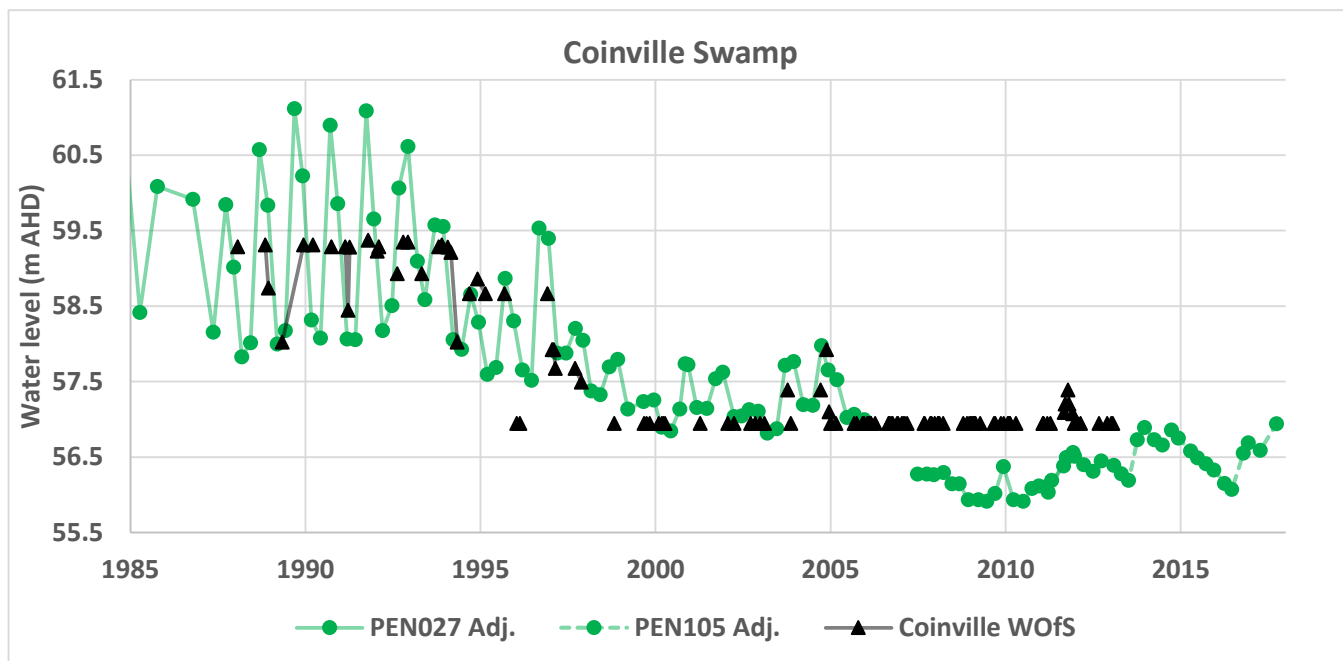 Coinville Swamp
61.5
60.5
59.5
58.5
57.5
56.5
55.5
Water level (m AHD)
1985 1990 1995 2000 2005 2010 2015
PEN027 Adj. PEN105 Adj. Coinville WOfS